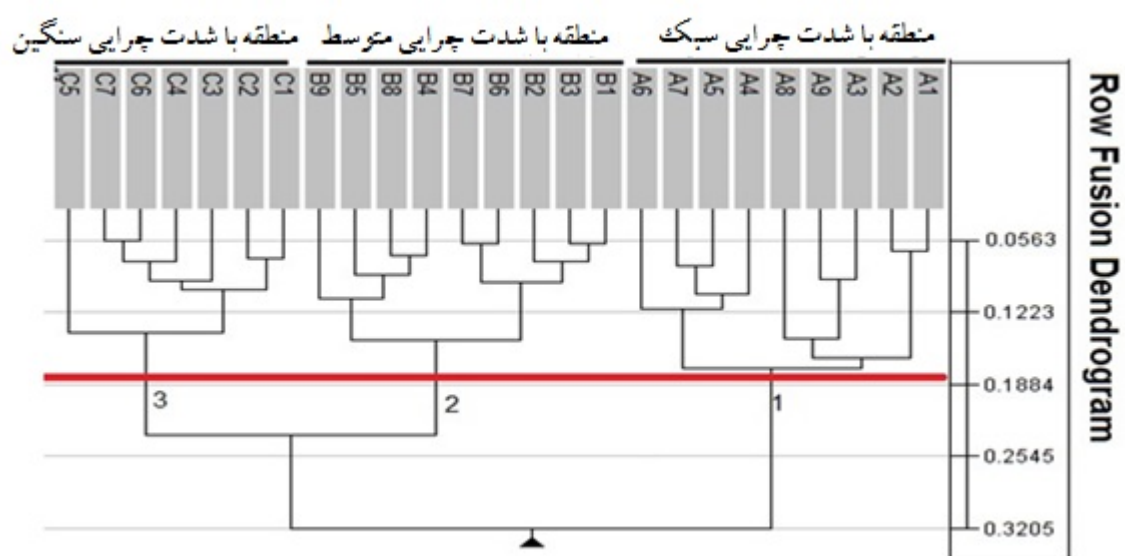 منطقه با شدت چرایی سبک
منطقه با شدت چرایی متوسط
منطقه با شدت چرایی سنگین
C5 C7 C6 C4 C3 C2 C1 B9 B5 B8 B4 B7 B6 B2 B3 B1 A6 A7 A5 A4 A8 A9 A3 A2 A1
Row Fusion Dendrogram
0.0563
0.1223
0.1884
0.2545
0.3205
3 2 1